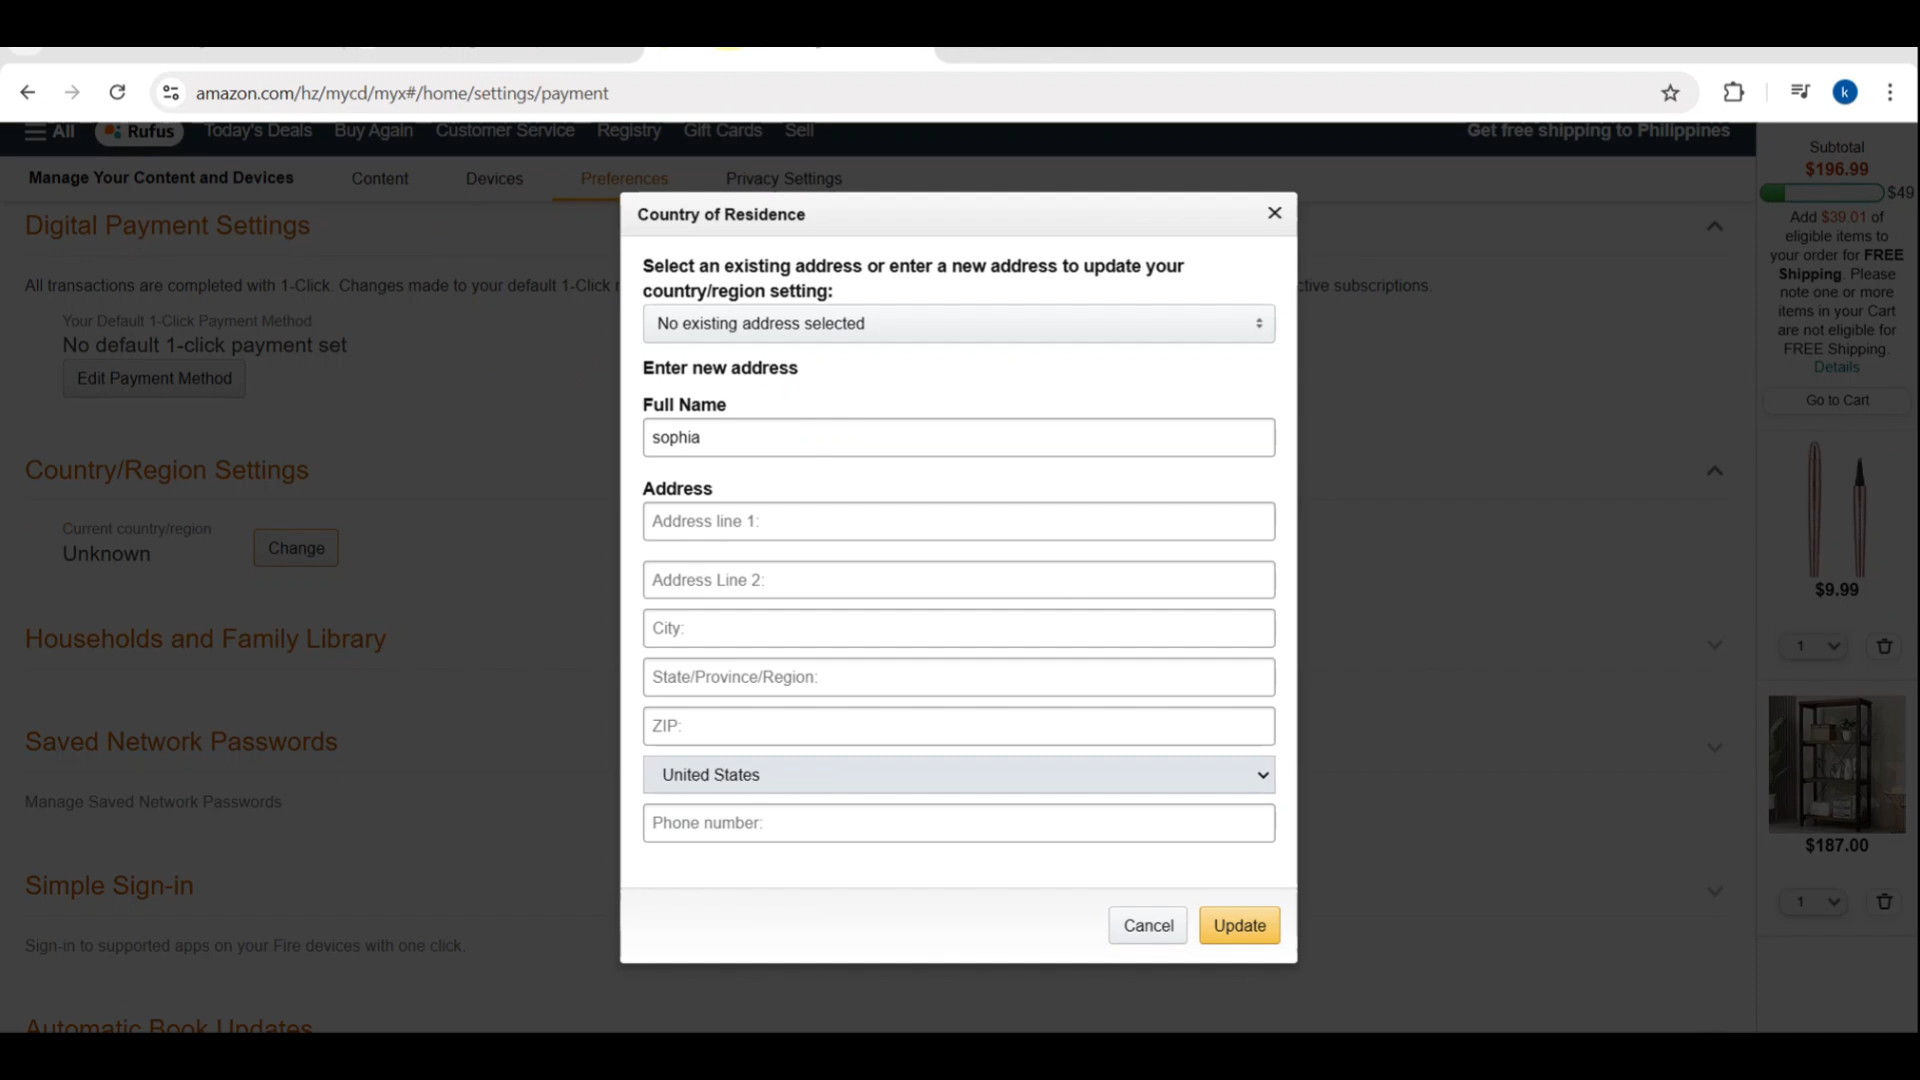 amazon.com/hz/mycd/myx#/home/settings/payment
k
All
Rufus
Today's Deals
Buy Again
Customer Service
Registry
Gift Cards
Sell
Get free shipping to Philippines
Manage Your Content and Devices
Content
Devices
Preferences
Privacy Settings
Digital Payment Settings
All transactions are completed with 1-Click. Changes made to your default 1-Click
ctive subscriptions.
Your Default 1-Click Payment Method
No default 1-click payment set
Edit Payment Method
Country/Region Settings
Current country/region
Unknown
Change
Households and Family Library
Saved Network Passwords
Manage Saved Network Passwords
Simple Sign-in
Sign-in to supported apps on your Fire devices with one click.
Automatic Book Updates
Country of Residence
Select an existing address or enter a new address to update your
country/region setting:
No existing address selected
Enter new address
Full Name
sophia
Address
Address line 1:
Address Line 2:
City:
State/Province/Region:
ZIP:
United States
Phone number:
Cancel
Update
Subtotal
$196.99
$49
Add $39.01 of
eligible items to
your order for FREE
Shipping. Please
note one or more
items in your Cart
are not eligible for
FREE Shipping.
Details
Go to Cart
$9.99
1
$187.00
1